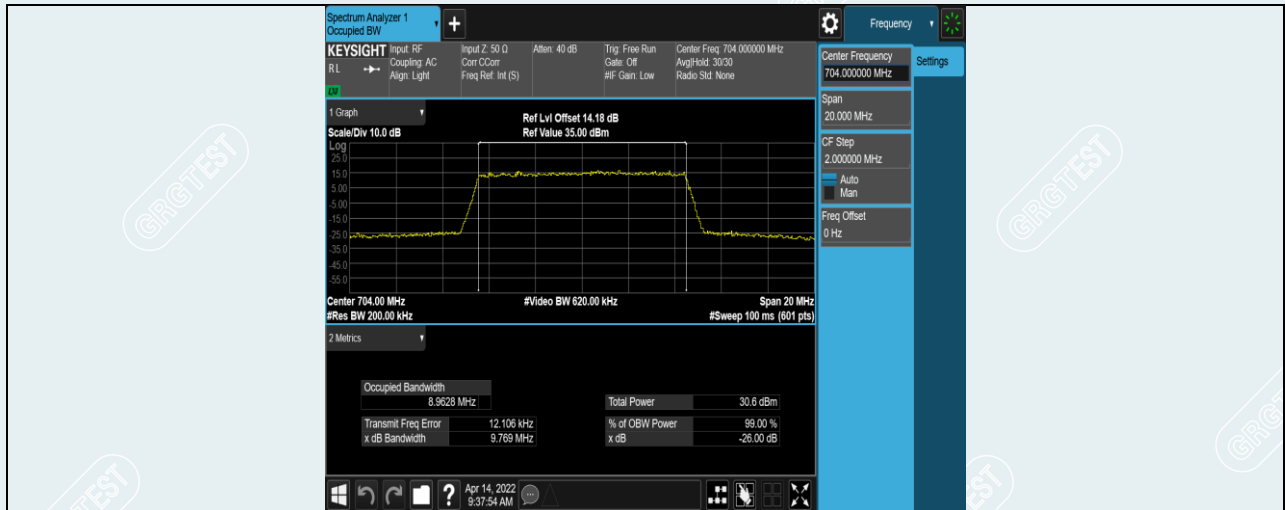 Spectrum Analyzer 1
Occupied BW
+
Frequency
KEYSIGHT
RL
LW
Input: RF
Coupling: AC
Align: Light
Input Z: 50 Ω
Corr CCorr
Freq Ref: Int (S)
Atten: 40 dB
Trig: Free Run
Gate: Off
#IF Gain: Low
Center Freq: 704.000000 MHz
Avg|Hold: 30/30
Radio Std: None
Center Frequency
704.000000 MHz
Settings
Span
20.000 MHz
CF Step
2.000000 MHz
Auto
Man
Freq Offset
0 Hz
1 Graph
Scale/Div 10.0 dB
Ref Lvl Offset 14.18 dB
Ref Value 35.00 dBm
Log
25.0
15.0
5.00
-5.00
-15.0
-25.0
-35.0
-45.0
-55.0
Center 704.00 MHz
#Video BW 620.00 kHz
Span 20 MHz
#Res BW 200.00 kHz
#Sweep 100 ms (601 pts)
2 Metrics
Occupied Bandwidth
8.9628 MHz
Total Power 30.6 dBm
Transmit Freq Error 12.106 kHz
% of OBW Power 99.00 %
x dB Bandwidth 9.769 MHz
x dB -26.00 dB
?
Apr 14, 2022
9:37:54 AM
GRGTEST
GRGTEST